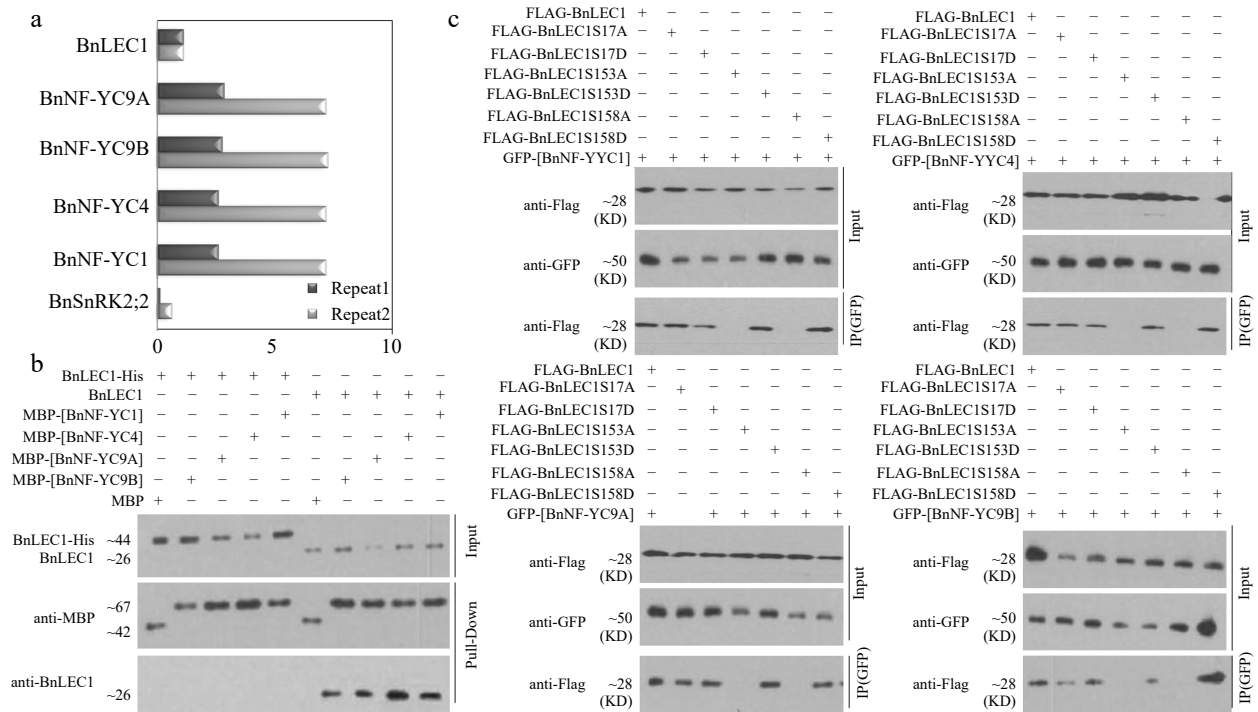 a
BnLEC1
BnNF-YC9A
BnNF-YC9B
BnNF-YC4
BnNF-YC1
BnSnRK2;2
Repeat1
Repeat2
0 5 10
b
BnLEC1-His + + + + + − − − − −
BnLEC1 − − − − − + + + + +
MBP-[BnNF-YC1] − − − − + − − − − +
MBP-[BnNF-YC4] − − − + − − − − + −
MBP-[BnNF-YC9A] − − + − − − − + − −
MBP-[BnNF-YC9B] − + − − − − + − − −
MBP + − − − − + − − − −
BnLEC1-His ~44
BnLEC1 ~26
Input
anti-MBP ~67
~42
anti-BnLEC1 ~26
Pull-Down
c
FLAG-BnLEC1 + − − − − − −
FLAG-BnLEC1S17A − + − − − − −
FLAG-BnLEC1S17D − − + − − − −
FLAG-BnLEC1S153A − − − + − − −
FLAG-BnLEC1S153D − − − − + − −
FLAG-BnLEC1S158A − − − − − + −
FLAG-BnLEC1S158D − − − − − − +
GFP-[BnNF-YYC1] + + + + + + +
anti-Flag ~28
(KD)
anti-GFP ~50
(KD)
Input
anti-Flag ~28
(KD)
IP(GFP)
FLAG-BnLEC1 + − − − − − −
FLAG-BnLEC1S17A − + − − − − −
FLAG-BnLEC1S17D − − + − − − −
FLAG-BnLEC1S153A − − − + − − −
FLAG-BnLEC1S153D − − − − + − −
FLAG-BnLEC1S158A − − − − − + −
FLAG-BnLEC1S158D − − − − − − +
GFP-[BnNF-YYC4] + + + + + + +
anti-Flag ~28
(KD)
anti-GFP ~50
(KD)
Input
anti-Flag ~28
(KD)
IP(GFP)
FLAG-BnLEC1 + − − − − − −
FLAG-BnLEC1S17A − + − − − − −
FLAG-BnLEC1S17D − − + − − − −
FLAG-BnLEC1S153A − − − + − − −
FLAG-BnLEC1S153D − − − − + − −
FLAG-BnLEC1S158A − − − − − + −
FLAG-BnLEC1S158D − − − − − − +
GFP-[BnNF-YC9A] + + + + + +
anti-Flag ~28
(KD)
anti-GFP ~50
(KD)
Input
anti-Flag ~28
(KD)
IP(GFP)
FLAG-BnLEC1 + − − − − − −
FLAG-BnLEC1S17A − + − − − − −
FLAG-BnLEC1S17D − − + − − − −
FLAG-BnLEC1S153A − − − + − − −
FLAG-BnLEC1S153D − − − − + − −
FLAG-BnLEC1S158A − − − − − + −
FLAG-BnLEC1S158D − − − − − − +
GFP-[BnNF-YC9B] + + + + + + +
anti-Flag ~28
(KD)
anti-GFP ~50
(KD)
Input
anti-Flag ~28
(KD)
IP(GFP)